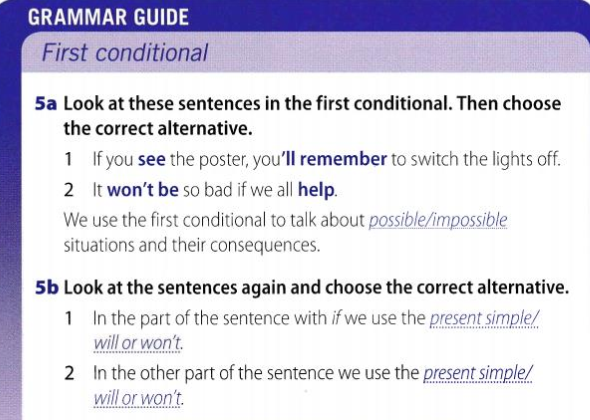 GRAMMAR GUIDE
First conditional
5a Look at these sentences in the first conditional. Then choose
the correct alternative.
1 If you see the poster, you'll remember to switch the lights off.
2 It won't be so bad if we all help.
We use the first conditional to talk about possible/impossible
situations and their consequences.
5b Look at the sentences again and choose the correct alternative.
1 In the part of the sentence with if we use the present simple/
will or won't.
2 In the other part of the sentence we use the present simple/
will or won't.